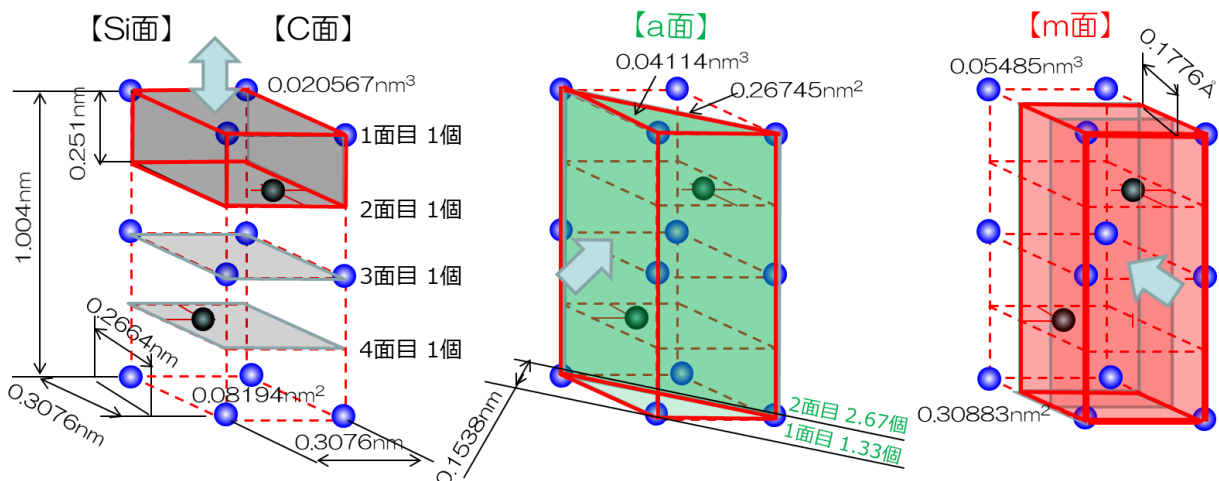 【Si面】
【C面】
0.020567nm³
1.004nm
0.251nm
1面目 1個
2面目 1個
3面目 1個
4面目 1個
0.2664nm
0.3076nm
0.08194nm²
0.3076nm
【a面】
0.04114nm³
0.26745nm²
0.1538nm
2面目 2.67個
1面目 1.33個
【m面】
0.05485nm³
0.1776Å
0.30883nm²